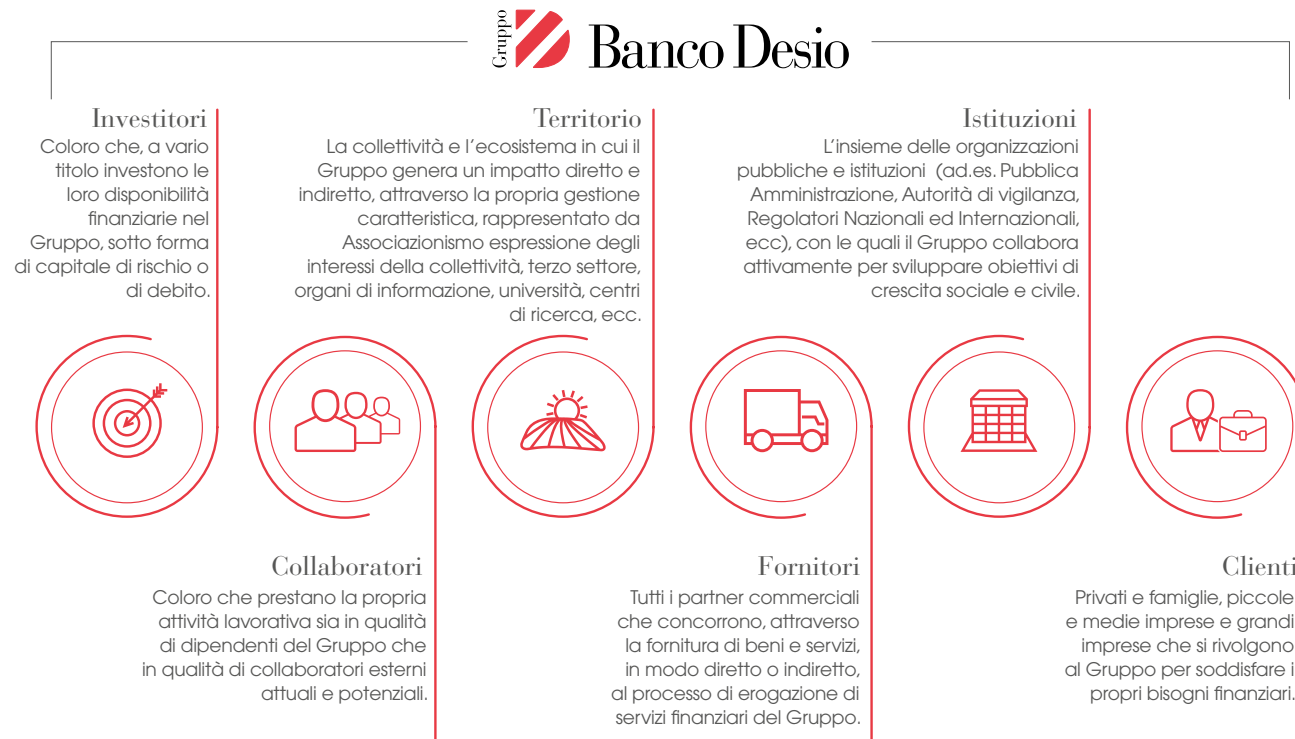 Gruppo
Banco Desio
Investitori
Coloro che, a vario
titolo investono le
loro disponibilità
finanziarie nel
Gruppo, sotto forma
di capitale di rischio o
di debito.
Territorio
La collettività e l'ecosistema in cui il
Gruppo genera un impatto diretto e
indiretto, attraverso la propria gestione
caratteristica, rappresentato da
Associazionismo espressione degli
interessi della collettività, terzo settore,
organi di informazione, università, centri
di ricerca, ecc.
Istituzioni
L'insieme delle organizzazioni
pubbliche e istituzioni (ad.es. Pubblica
Amministrazione, Autorità di vigilanza,
Regolatori Nazionali ed Internazionali,
ecc), con le quali il Gruppo collabora
attivamente per sviluppare obiettivi di
crescita sociale e civile.
Collaboratori
Coloro che prestano la propria
attività lavorativa sia in qualità
di dipendenti del Gruppo che
in qualità di collaboratori esterni
attuali e potenziali.
Fornitori
Tutti i partner commerciali
che concorrono, attraverso
la fornitura di beni e servizi,
in modo diretto o indiretto,
al processo di erogazione di
servizi finanziari del Gruppo.
Clienti
Privati e famiglie, piccole
e medie imprese e grandi
imprese che si rivolgono
al Gruppo per soddisfare i
propri bisogni finanziari.